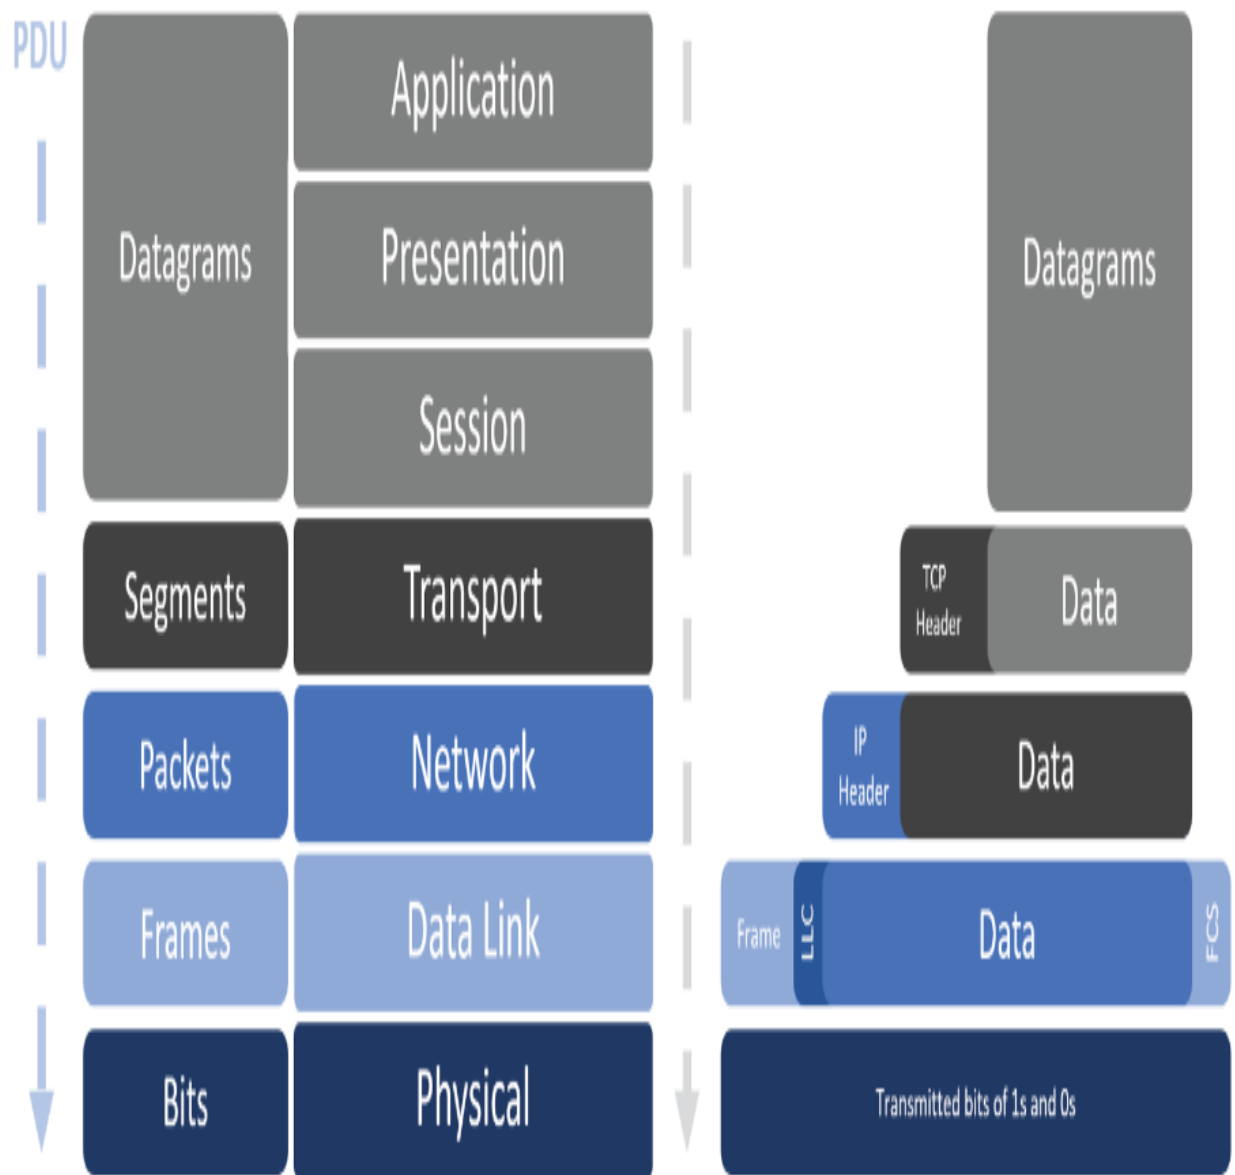 PDU
Datagrams
Application
Presentation
Session
Datagrams
Segments
Transport
TCP
Header
Data
Packets
Network
IP
Header
Data
Frames
Data Link
Frame
LLC
Data
FCS
Bits
Physical
Transmitted bits of 1s and 0s